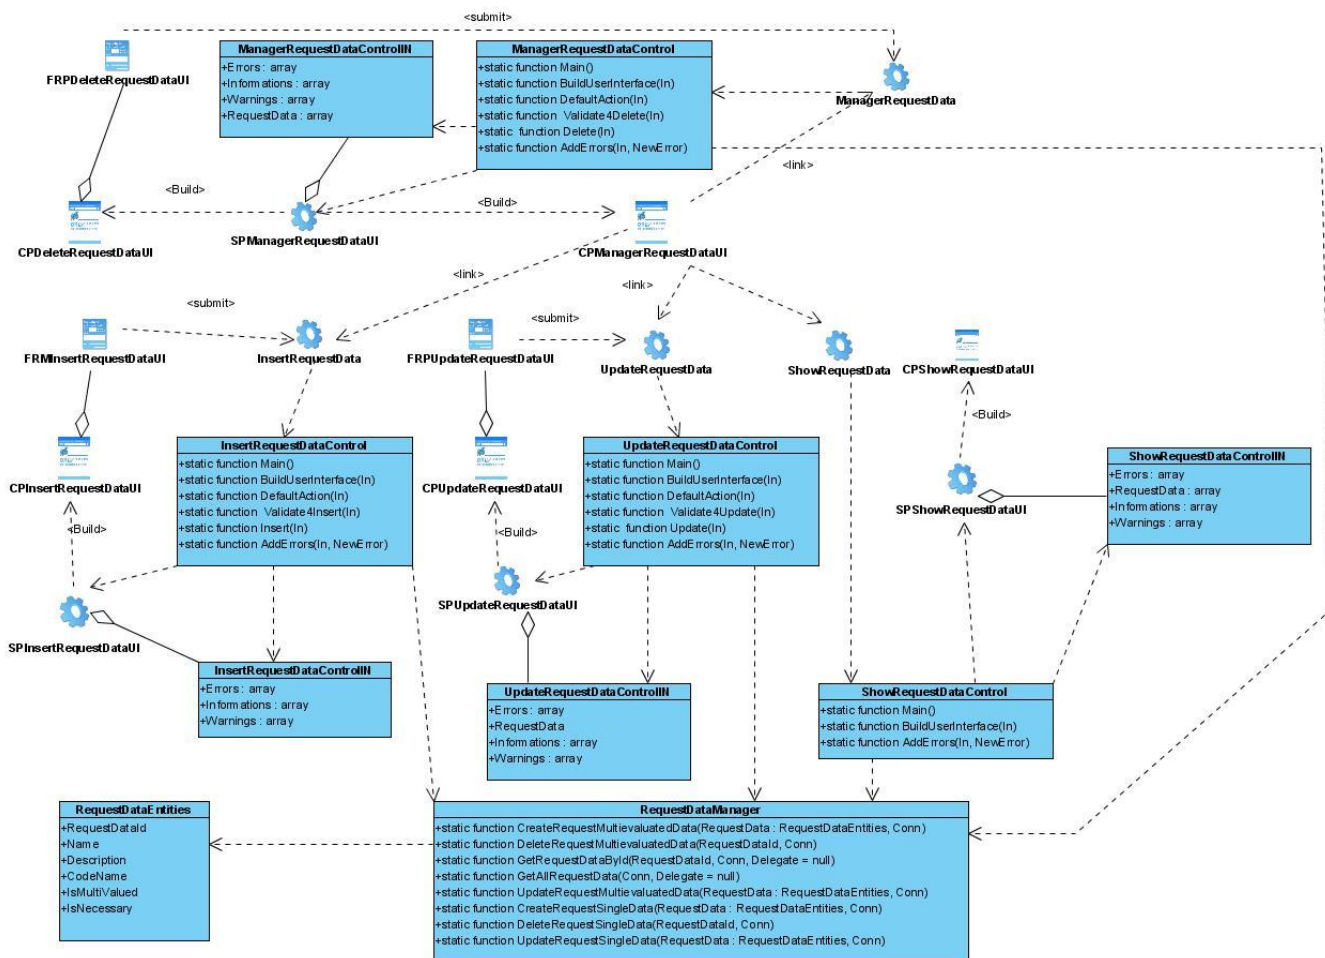 <submit>
FRPDeleteRequestDataUI
ManagerRequestDataControlIN
+Errors : array
+Informations : array
+Warnings : array
+RequestData : array
ManagerRequestDataControl
+static function Main()
+static function BuildUserInterface(In)
+static function DefaultAction(In)
+static function Validate4Delete(In)
+static function Delete(In)
+static function AddErrors(In, NewError)
ManagerRequestData
<link>
<Build>
<Build>
CPDeleteRequestDataUI
SPManagerRequestDataUI
CPManagerRequestDataUI
<link>
<link>
<submit>
<submit>
FRMInsertRequestDataUI
InsertRequestData
FRPUpdateRequestDataUI
UpdateRequestData
ShowRequestData
CPShowRequestDataUI
<Build>
CPInsertRequestDataUI
InsertRequestDataControl
+static function Main()
+static function BuildUserInterface(In)
+static function DefaultAction(In)
+static function Validate4Insert(In)
+static function Insert(In)
+static function AddErrors(In, NewError)
CPUpdateRequestDataUI
UpdateRequestDataControl
+static function Main()
+static function BuildUserInterface(In)
+static function DefaultAction(In)
+static function Validate4Update(In)
+static function Update(In)
+static function AddErrors(In, NewError)
SPShowRequestDataUI
ShowRequestDataControlIN
+Errors : array
+RequestData : array
+Informations : array
+Warnings : array
<Build>
<Build>
SPInsertRequestDataUI
SPUpdateRequestDataUI
InsertRequestDataControlIN
+Errors : array
+Informations : array
+Warnings : array
UpdateRequestDataControlIN
+Errors : array
+RequestData
+Informations : array
+Warnings : array
ShowRequestDataControl
+static function Main()
+static function BuildUserInterface(In)
+static function AddErrors(In, NewError)
RequestDataEntities
+RequestDataId
+Name
+Description
+CodeName
+IsMultiValued
+IsNecessary
RequestDataManager
+static function CreateRequestMultievaluatedData(RequestData : RequestDataEntities, Conn)
+static function DeleteRequestMultievaluatedData(RequestDataId, Conn)
+static function GetRequestDataById(RequestDataId, Conn, Delegate = null)
+static function GetAllRequestData(Conn, Delegate = null)
+static function UpdateRequestMultievaluatedData(RequestData : RequestDataEntities, Conn)
+static function CreateRequestSingleData(RequestData : RequestDataEntities, Conn)
+static function DeleteRequestSingleData(RequestDataId, Conn)
+static function UpdateRequestSingleData(RequestData : RequestDataEntities, Conn)